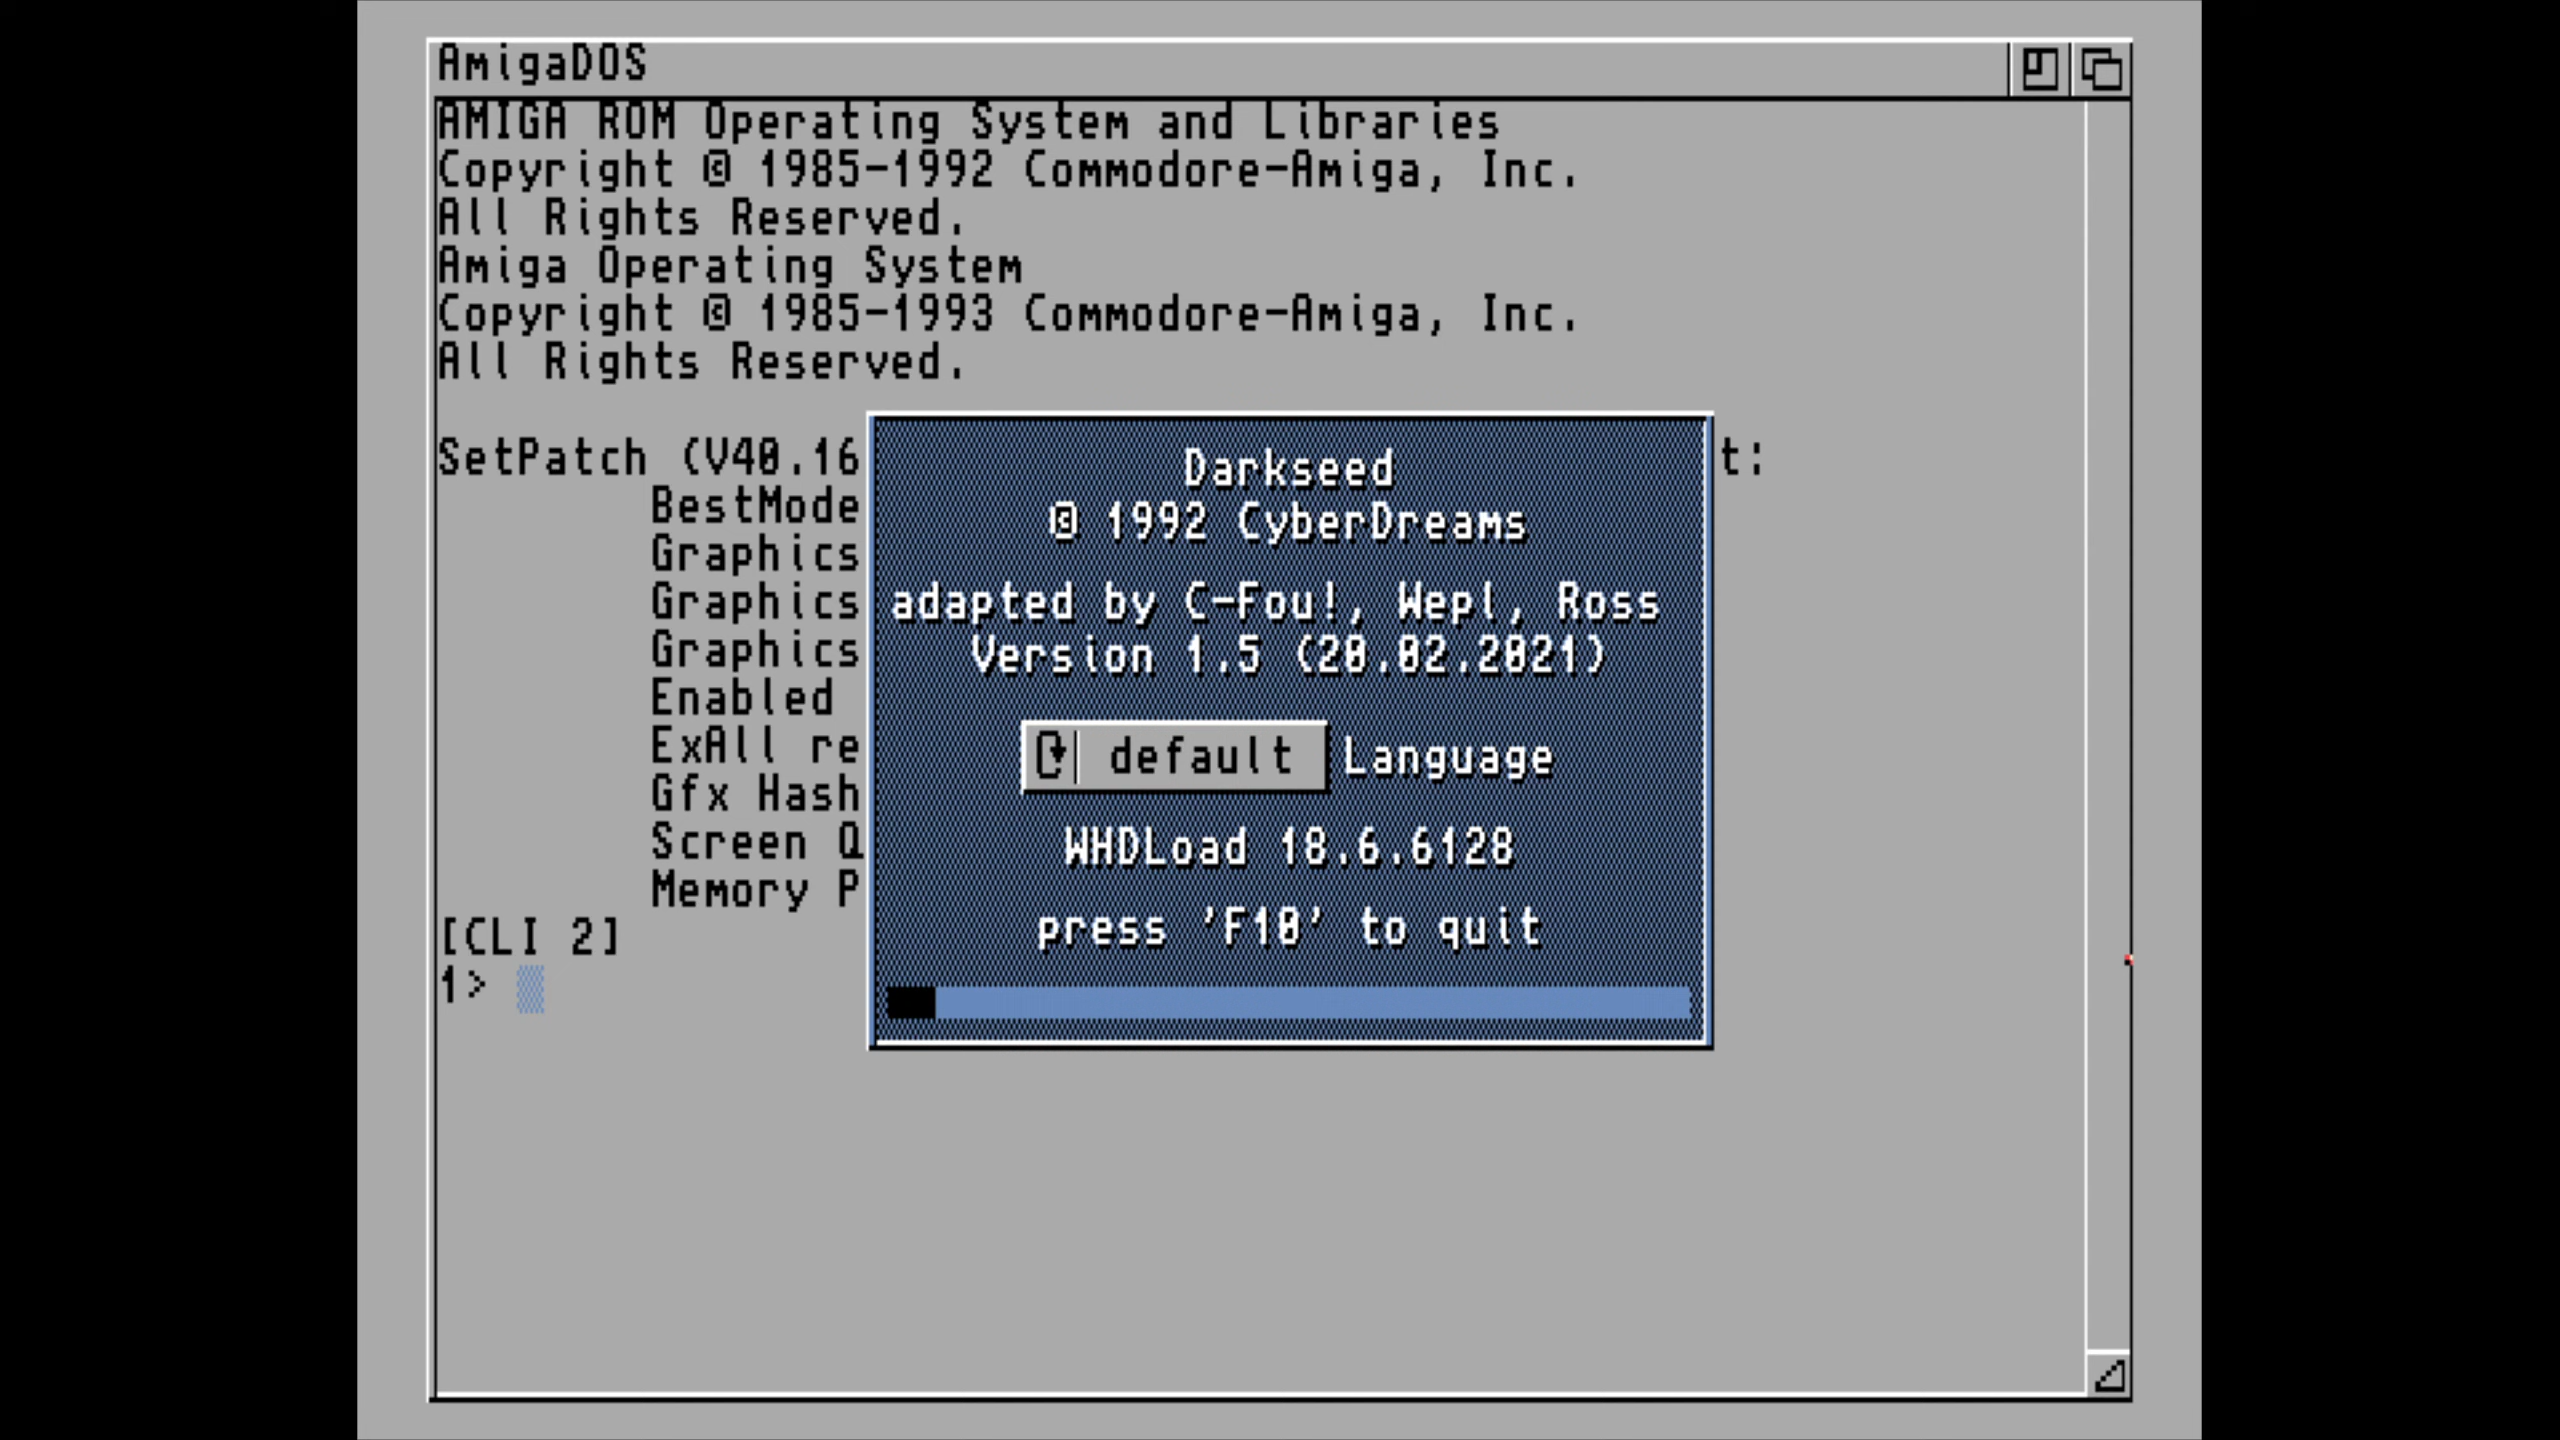 AmigaDOS
AMIGA ROM Operating System and Libraries
Copyright © 1985-1992 Commodore-Amiga, Inc.
All Rights Reserved.
Amiga Operating System
Copyright © 1985-1993 Commodore-Amiga, Inc.
All Rights Reserved.
SetPatch (V40.16 t:
BestMode
Graphics
Graphics
Graphics
Enabled
ExAll re
Gfx Hash
Screen Q
Memory P
[CLI 2]
1>
Darkseed
© 1992 CyberDreams
adapted by C-Fou!, Wepl, Ross
Version 1.5 (20.02.2021)
default Language
WHDLoad 18.6.6128
press 'F10' to quit